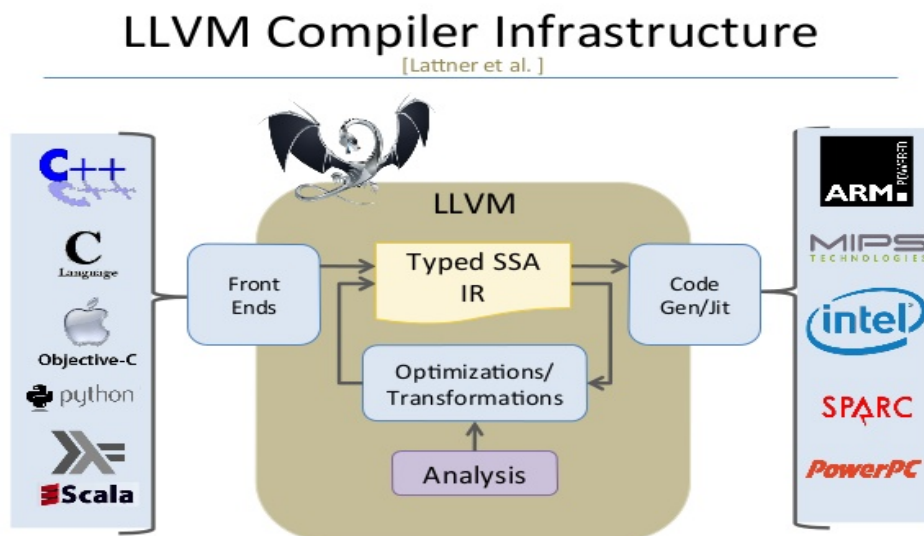 LLVM Compiler Infrastructure
[Lattner et al. ]
C++
C
Language
Objective-C
python
Scala
Front
Ends
LLVM
Typed SSA
IR
Optimizations/
Transformations
Analysis
Code
Gen/Jit
ARM POWERED
MIPS
TECHNOLOGIES
intel
SPARC
PowerPC